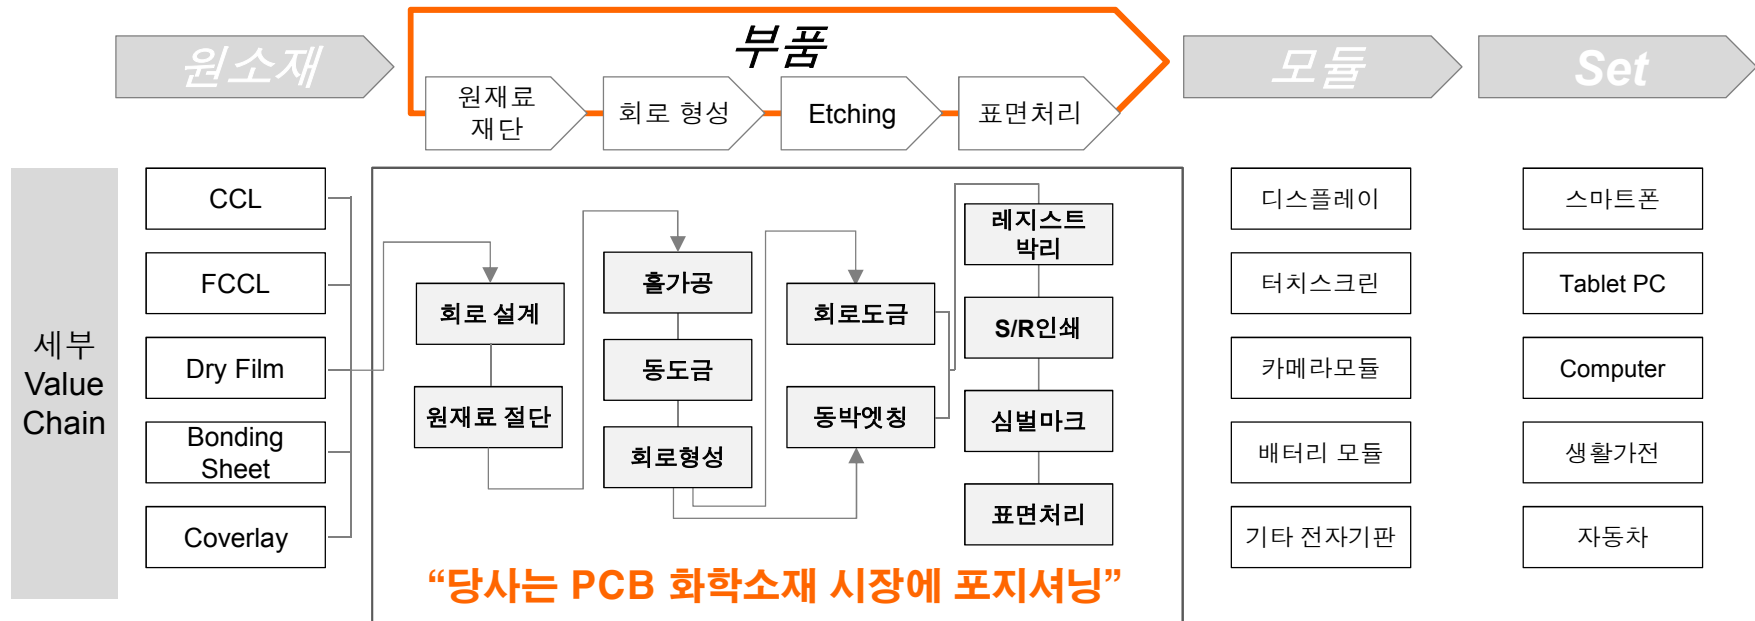 원소재
부품
모듈
Set
원재료
재단
회로 형성
Etching
표면처리
세부
Value
Chain
CCL
FCCL
Dry Film
Bonding
Sheet
Coverlay
회로 설계
원재료 절단
홀가공
동도금
회로형성
회로도금
동박엣칭
레지스트
박리
S/R인쇄
심벌마크
표면처리
“당사는 PCB 화학소재 시장에 포지셔닝”
디스플레이
터치스크린
카메라모듈
배터리 모듈
기타 전자기판
스마트폰
Tablet PC
Computer
생활가전
자동차